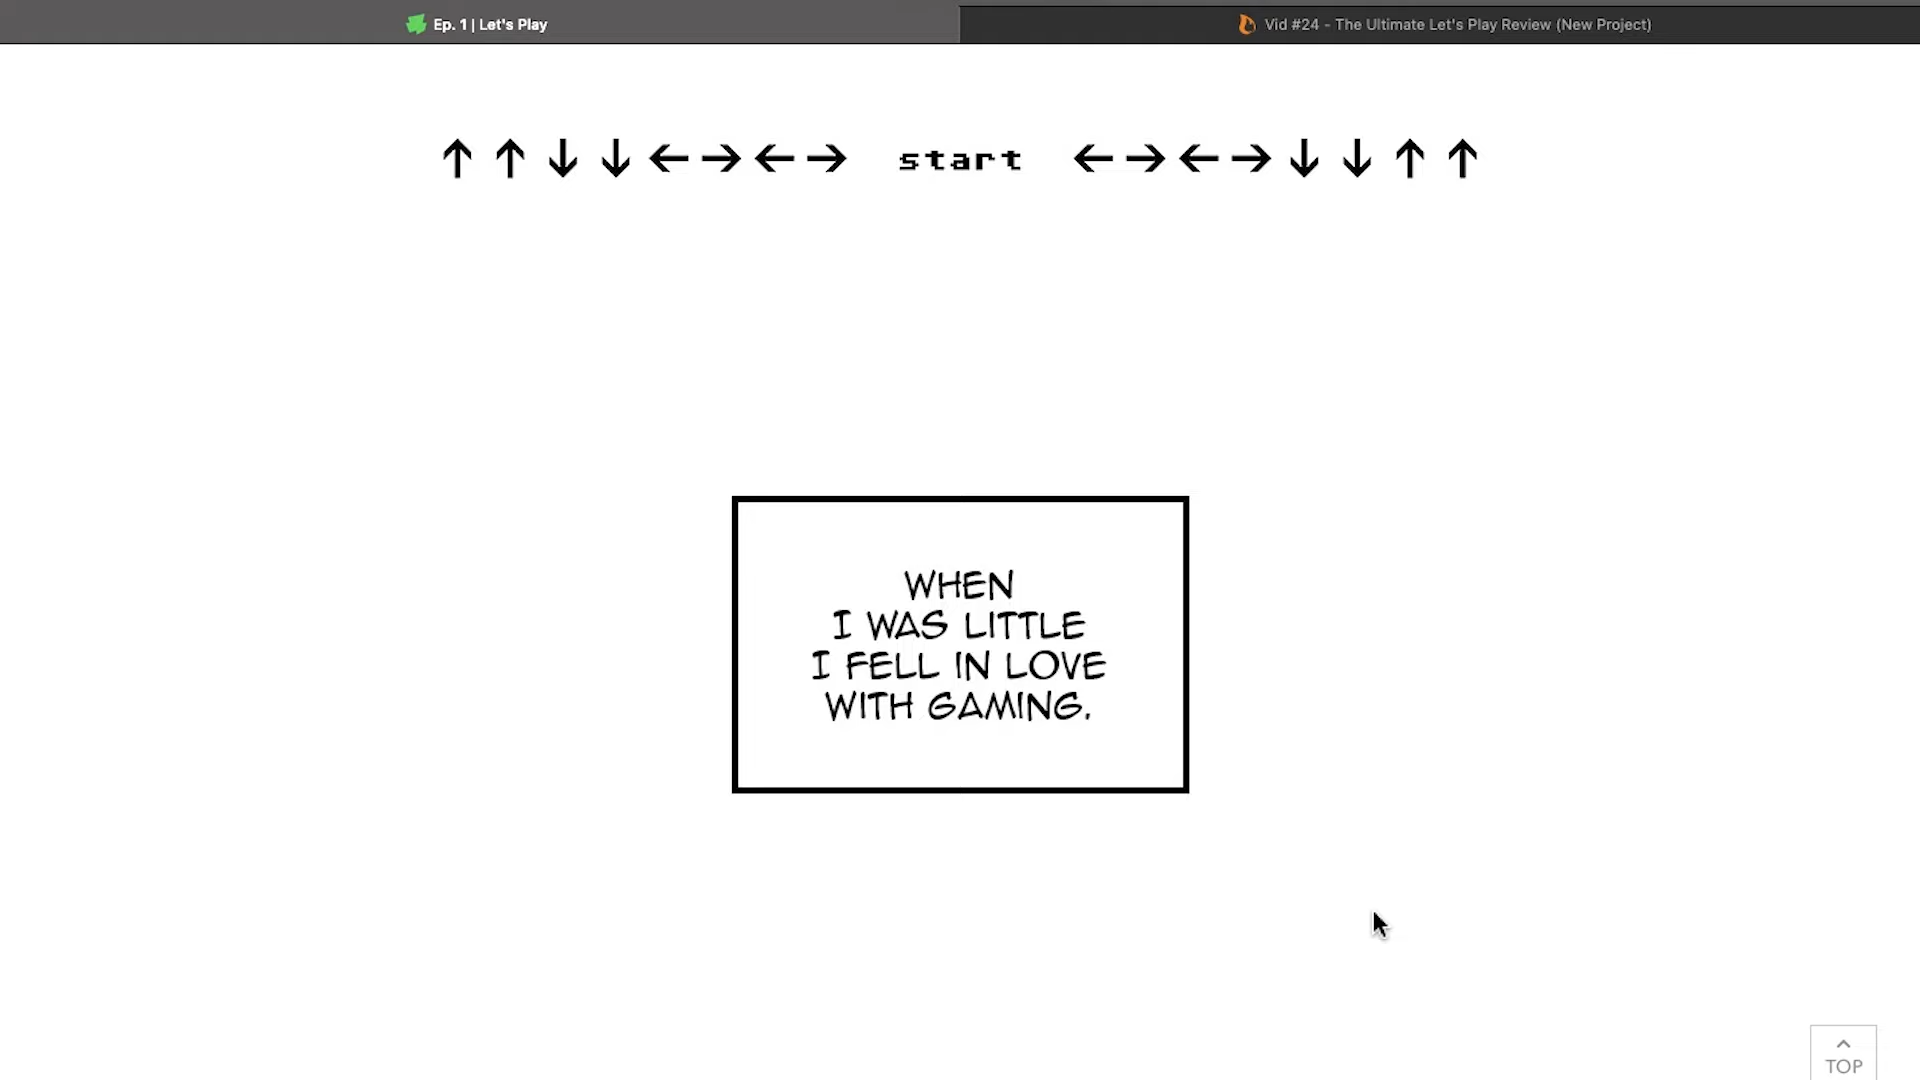 Ep. 1 | Let's Play
Vid #24 - The Ultimate Let's Play Review (New Project)
↑ ↑ ↓ ↓ ← → ← → start ← → ← → ↓ ↓ ↑ ↑
WHEN
I WAS LITTLE
I FELL IN LOVE
WITH GAMING.
TOP